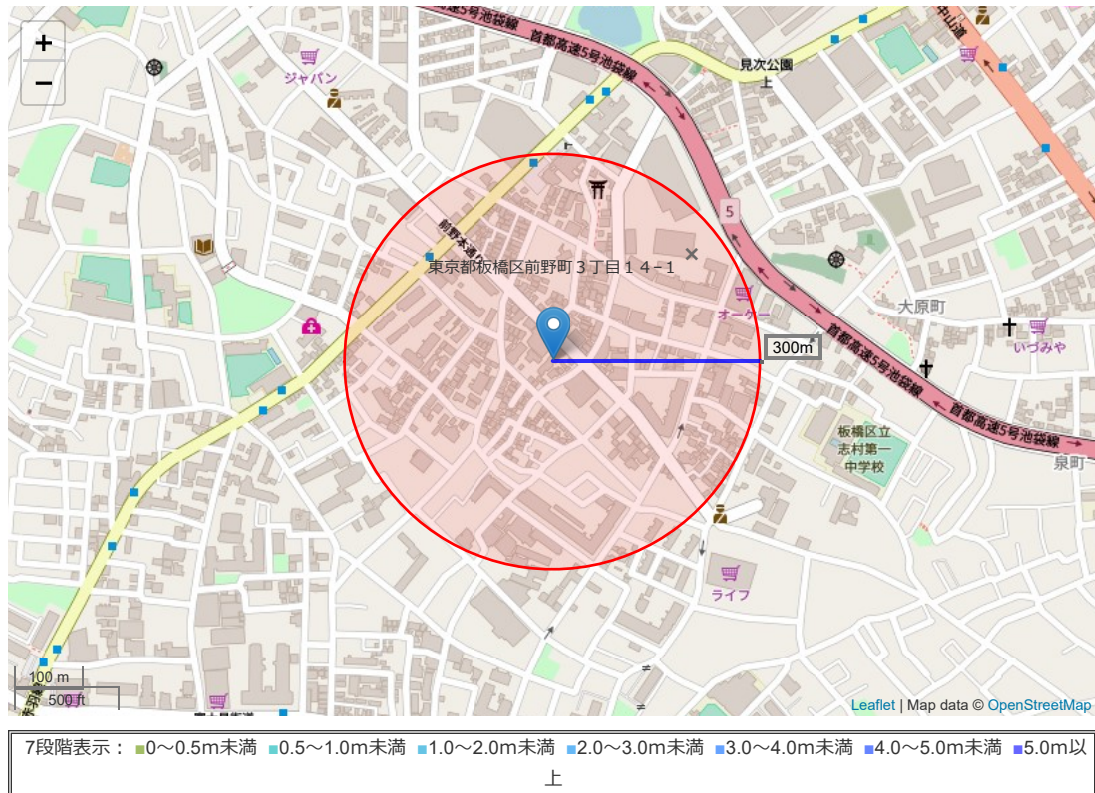 +
−
ジャパン
首都高速5号池袋線
見次公園
上
中山道
5
前野本通り
東京都板橋区前野町3丁目14−1
オーケー
大原町
いづみや
300m
首都高速5号池袋線
首都高速5号池袋線
板橋区立
志村第一
中学校
泉町
ライフ
100 m
500 ft
Leaflet | Map data © OpenStreetMap
7段階表示： 0～0.5m未満 0.5～1.0m未満 1.0～2.0m未満 2.0～3.0m未満 3.0～4.0m未満 4.0～5.0m未満 5.0m以
上